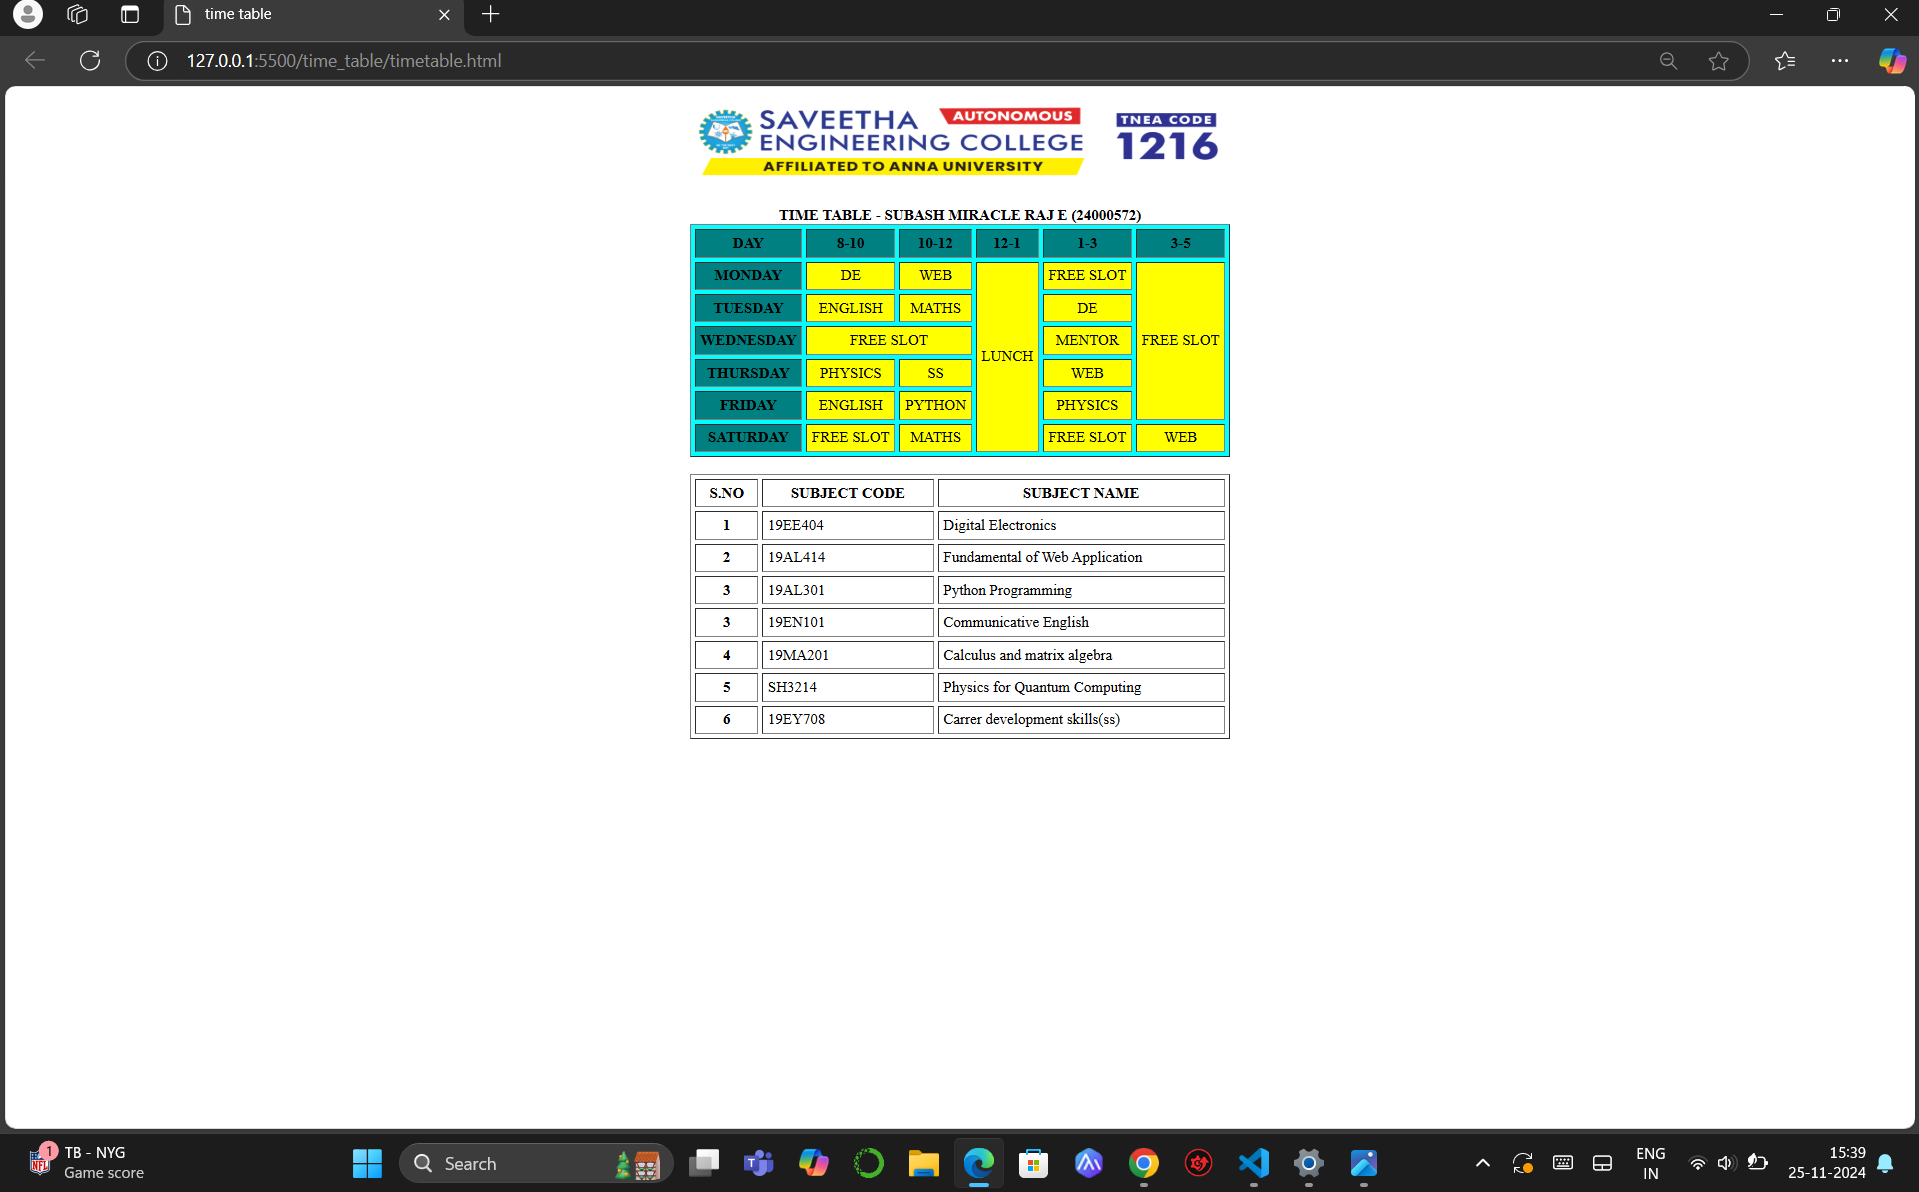 time table
127.0.0.1:5500/time_table/timetable.html
SAVEETHA AUTONOMOUS
ENGINEERING COLLEGE
AFFILIATED TO ANNA UNIVERSITY
TNEA CODE
1216
TIME TABLE - SUBASH MIRACLE RAJ E (24000572)
DAY 8-10 10-12 12-1 1-3 3-5
MONDAY DE WEB FREE SLOT
TUESDAY ENGLISH MATHS DE
WEDNESDAY FREE SLOT MENTOR FREE SLOT
LUNCH
THURSDAY PHYSICS SS WEB
FRIDAY ENGLISH PYTHON PHYSICS
SATURDAY FREE SLOT MATHS FREE SLOT WEB
S.NO SUBJECT CODE SUBJECT NAME
1 19EE404 Digital Electronics
2 19AL414 Fundamental of Web Application
3 19AL301 Python Programming
3 19EN101 Communicative English
4 19MA201 Calculus and matrix algebra
5 SH3214 Physics for Quantum Computing
6 19EY708 Carrer development skills(ss)
1
NFL
TB - NYG
Game score
Search
ENG
IN
15:39
25-11-2024